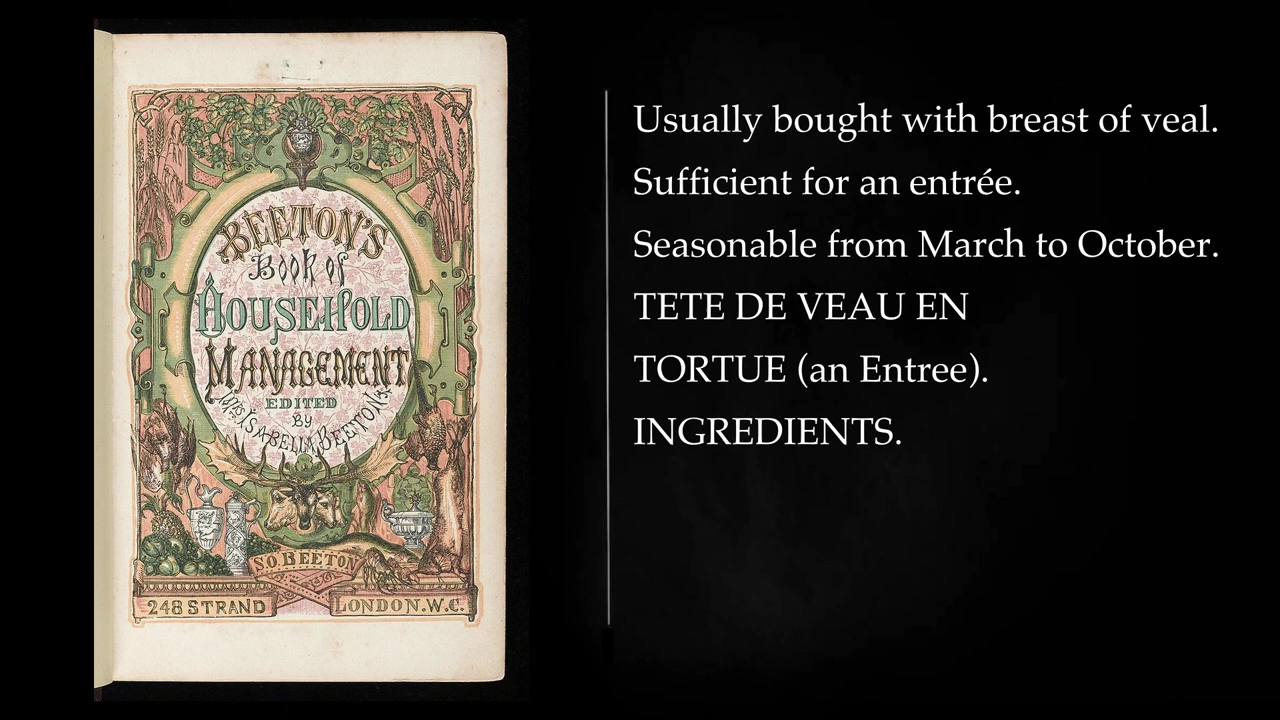 BEETON'S
Book of
HOUSEHOLD
MANAGEMENT
EDITED
BY
MRS ISABELLA BEETON
S.O. BEETON
248 STRAND
LONDON. W.C.
Usually bought with breast of veal.
Sufficient for an entrée.
Seasonable from March to October.
TETE DE VEAU EN
TORTUE (an Entree).
INGREDIENTS.